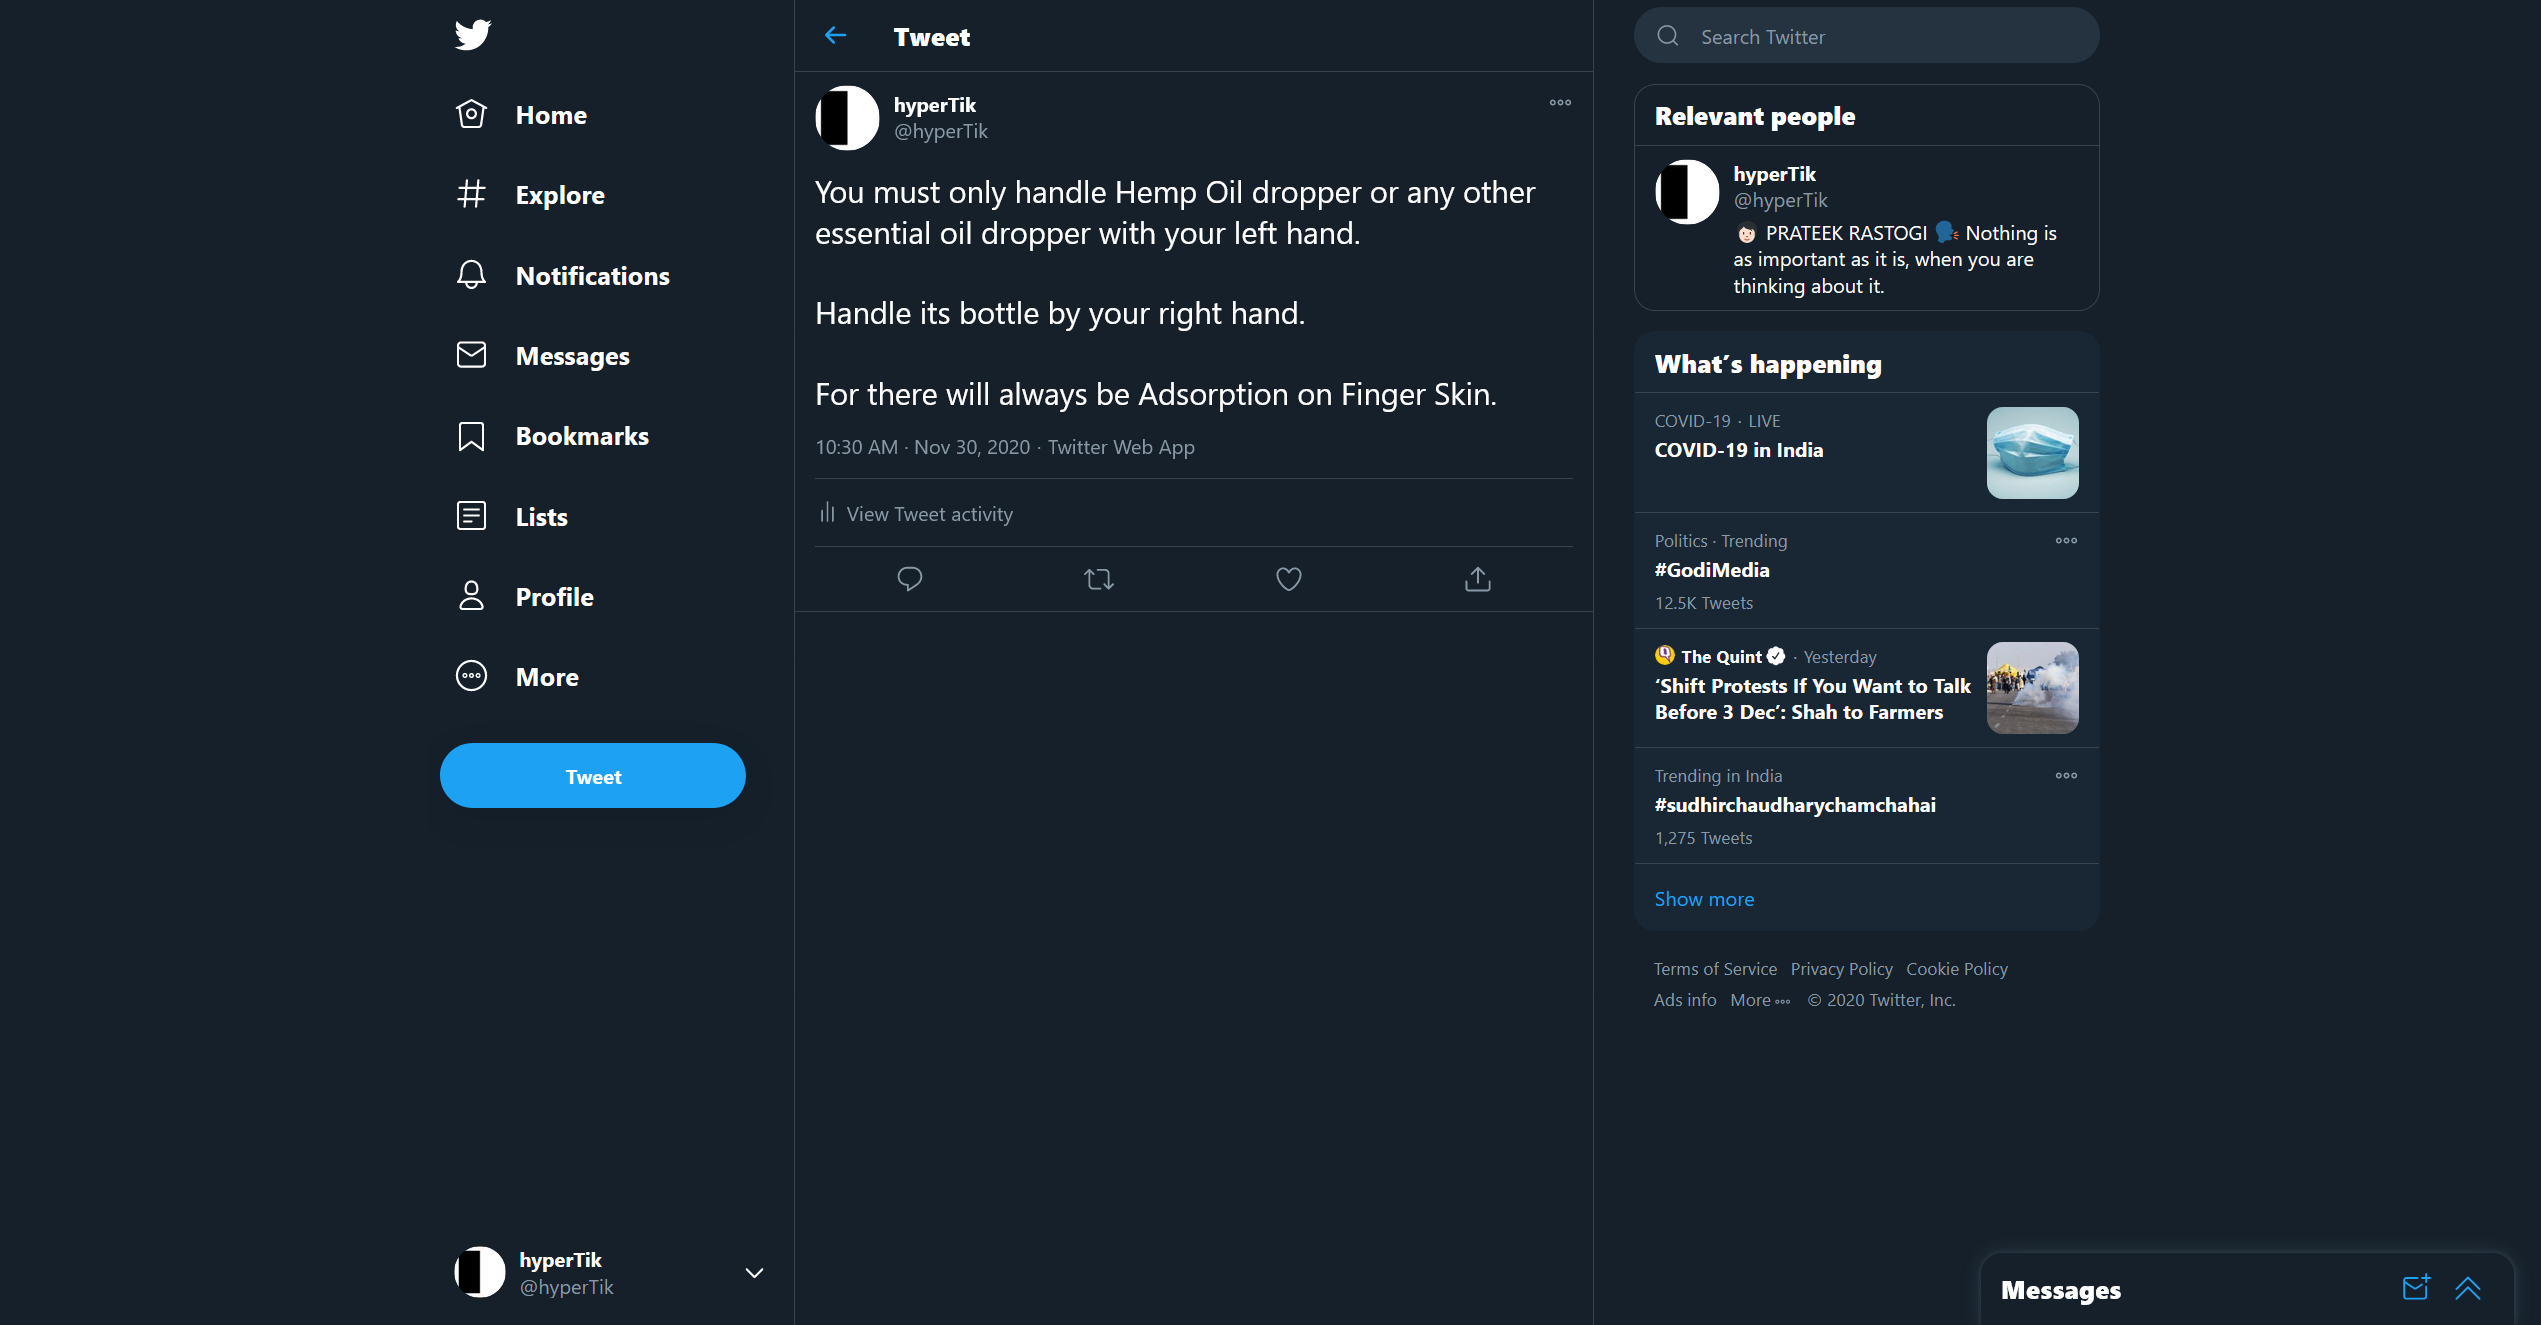 Home
Explore
Notifications
Messages
Bookmarks
Lists
Profile
More
Tweet
hyperTik
@hyperTik
Tweet
hyperTik
@hyperTik
You must only handle Hemp Oil dropper or any other
essential oil dropper with your left hand.
Handle its bottle by your right hand.
For there will always be Adsorption on Finger Skin.
10:30 AM · Nov 30, 2020 · Twitter Web App
View Tweet activity
Search Twitter
Relevant people
hyperTik
@hyperTik
PRATEEK RASTOGI Nothing is
as important as it is, when you are
thinking about it.
What's happening
COVID-19 · LIVE
COVID-19 in India
Politics · Trending
#GodiMedia
12.5K Tweets
The Quint · Yesterday
‘Shift Protests If You Want to Talk
Before 3 Dec’: Shah to Farmers
Trending in India
#sudhirchaudharychamchahai
1,275 Tweets
Show more
Terms of Service Privacy Policy Cookie Policy
Ads info More © 2020 Twitter, Inc.
Messages